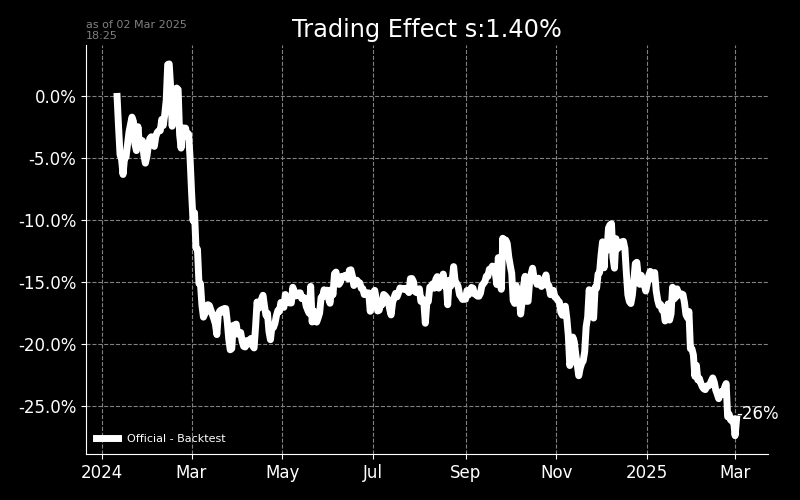 as of 02 Mar 2025
18:25
Trading Effect s:1.40%
0.0%
-5.0%
-10.0%
-15.0%
-20.0%
-25.0%
-26%
Official - Backtest
2024 Mar May Jul Sep Nov 2025 Mar